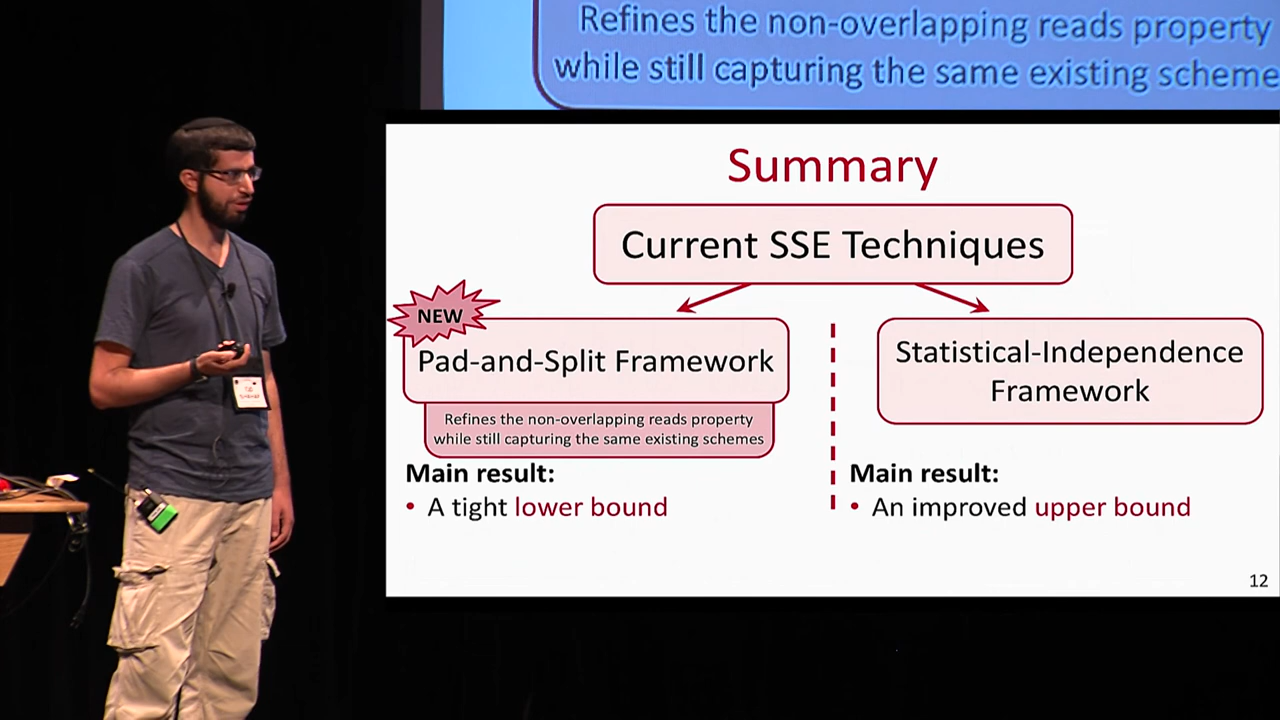 Refines the non-overlapping reads property
while still capturing the same existing scheme
Summary
Current SSE Techniques
NEW
Pad-and-Split Framework
Refines the non-overlapping reads property
while still capturing the same existing schemes
Main result:
• A tight lower bound
Statistical-Independence
Framework
Main result:
• An improved upper bound
12